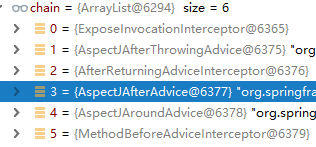 chain = {ArrayList@6294} size = 6
0 = {ExposeInvocationInterceptor@6365}
1 = {AspectJAfterThrowingAdvice@6375} "org.
2 = {AfterReturningAdviceInterceptor@6376}
3 = {AspectJAfterAdvice@6377} "org.springfra
4 = {AspectJAroundAdvice@6378} "org.spring
5 = {MethodBeforeAdviceInterceptor@6379}